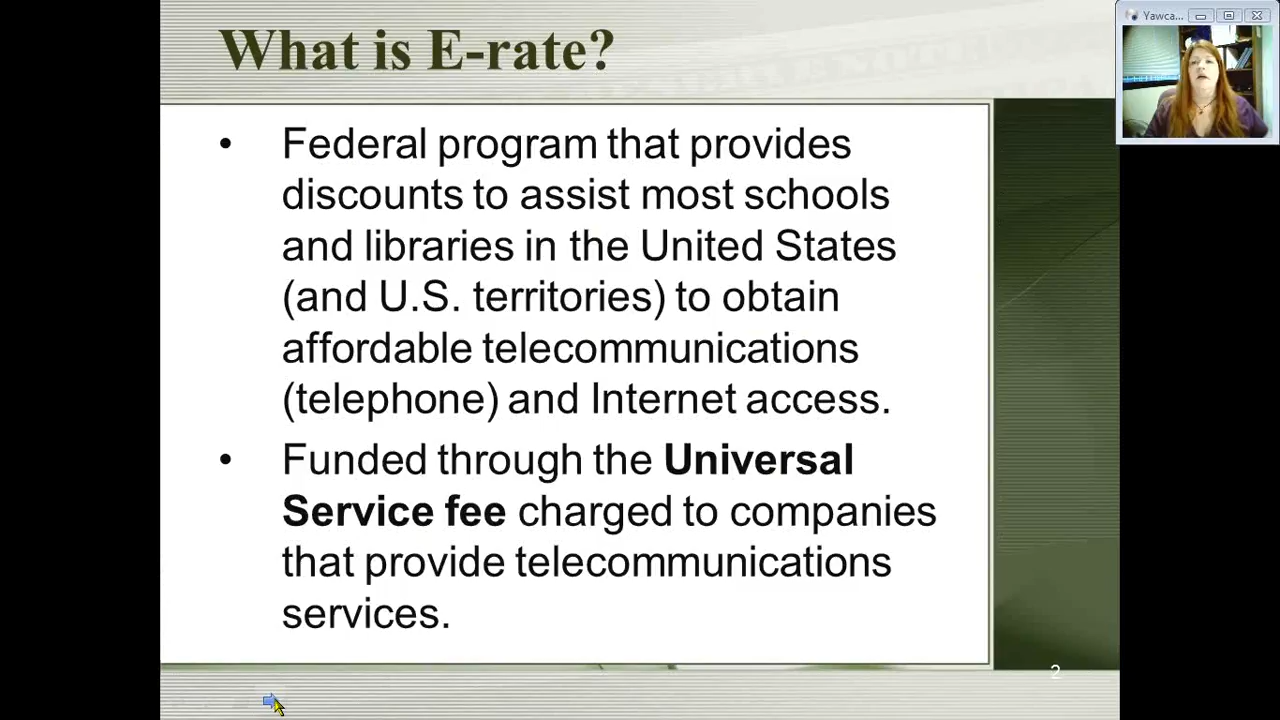 What is E-rate?
Yawca...
• Federal program that provides
discounts to assist most schools
and libraries in the United States
(and U.S. territories) to obtain
affordable telecommunications
(telephone) and Internet access.
• Funded through the Universal
Service fee charged to companies
that provide telecommunications
services.
2